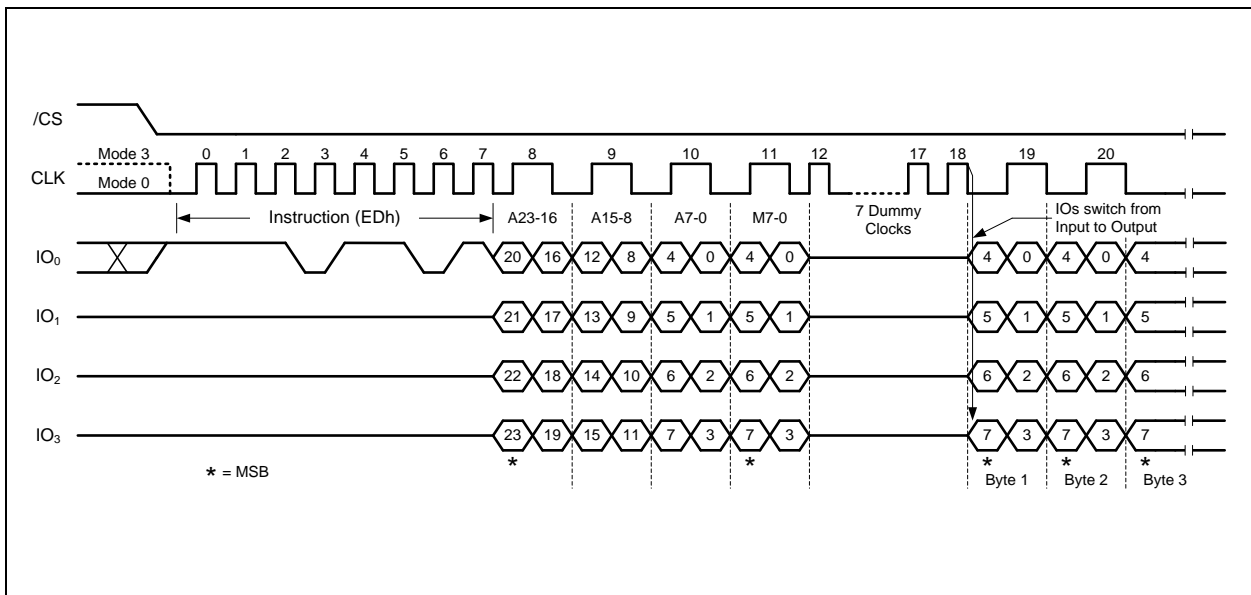 /CS
Mode 3
0 1 2 3 4 5 6 7 8 9 10 11 12 17 18 19 20
CLK
Mode 0
Instruction (EDh) A23-16 A15-8 A7-0 M7-0 7 Dummy
Clocks
IOs switch from
Input to Output
IO₀ 20 16 12 8 4 0 4 0 4 0 4 0 4
IO₁ 21 17 13 9 5 1 5 1 5 1 5 1 5
IO₂ 22 18 14 10 6 2 6 2 6 2 6 2 6
IO₃ 23 19 15 11 7 3 7 3 7 3 7 3 7
* * * * *
* = MSB
Byte 1 Byte 2 Byte 3